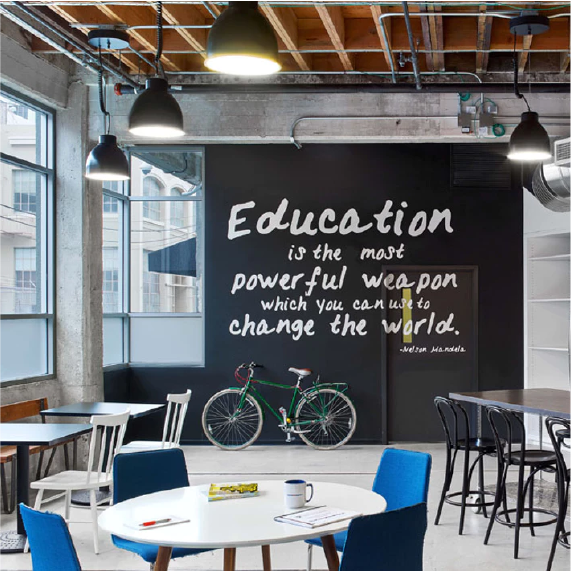 Education
is the most
powerful weapon
which you can use to
change the world.
-Nelson Mandela